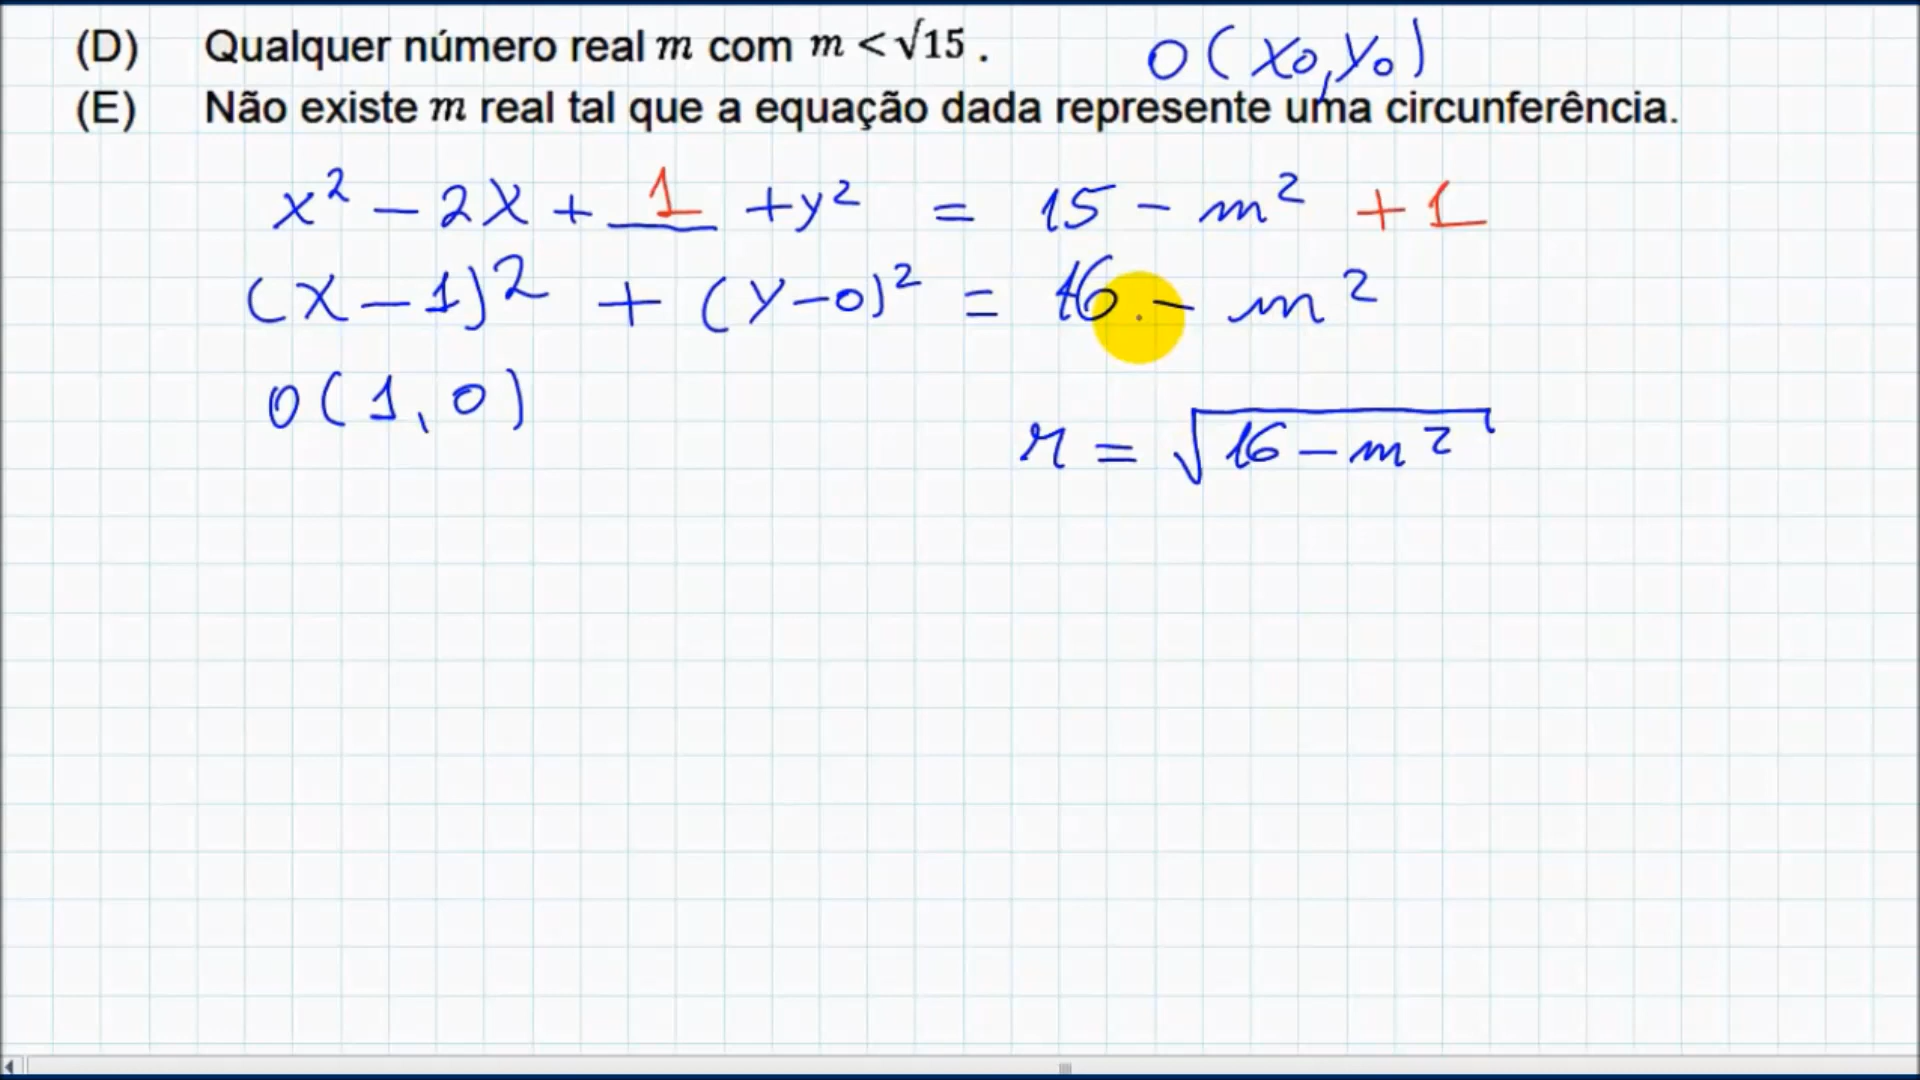 (D) Qualquer número real m com m < √15 .
O(x₀,y₀)
(E) Não existe m real tal que a equação dada represente uma circunferência.
x² − 2x + 1 + y² = 15 − m² + 1
(x − 1)² + (y − 0)² = 16 − m²
O(1, 0)
r = √(16 − m²)